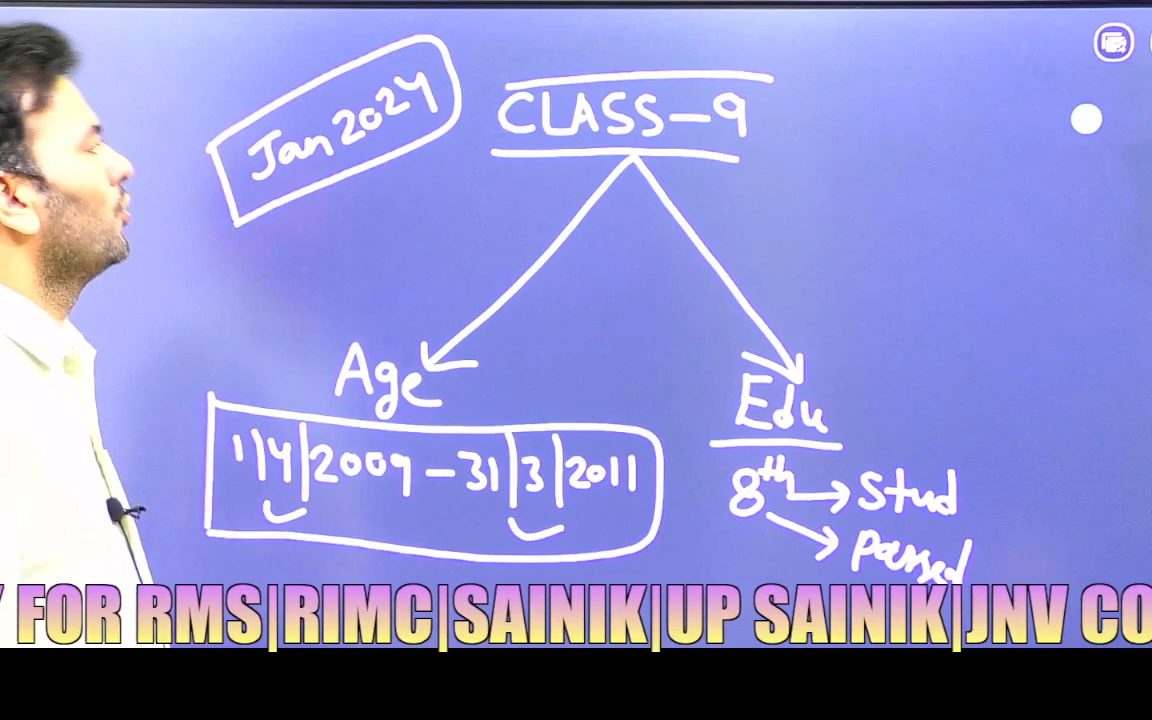 Jan 2024
CLASS-9
Age
1/4/2009 - 31/3/2011
Edu
8th → Stud
→ Passed
FOR RMS|RIMC|SAINIK|UP SAINIK|JNV CO